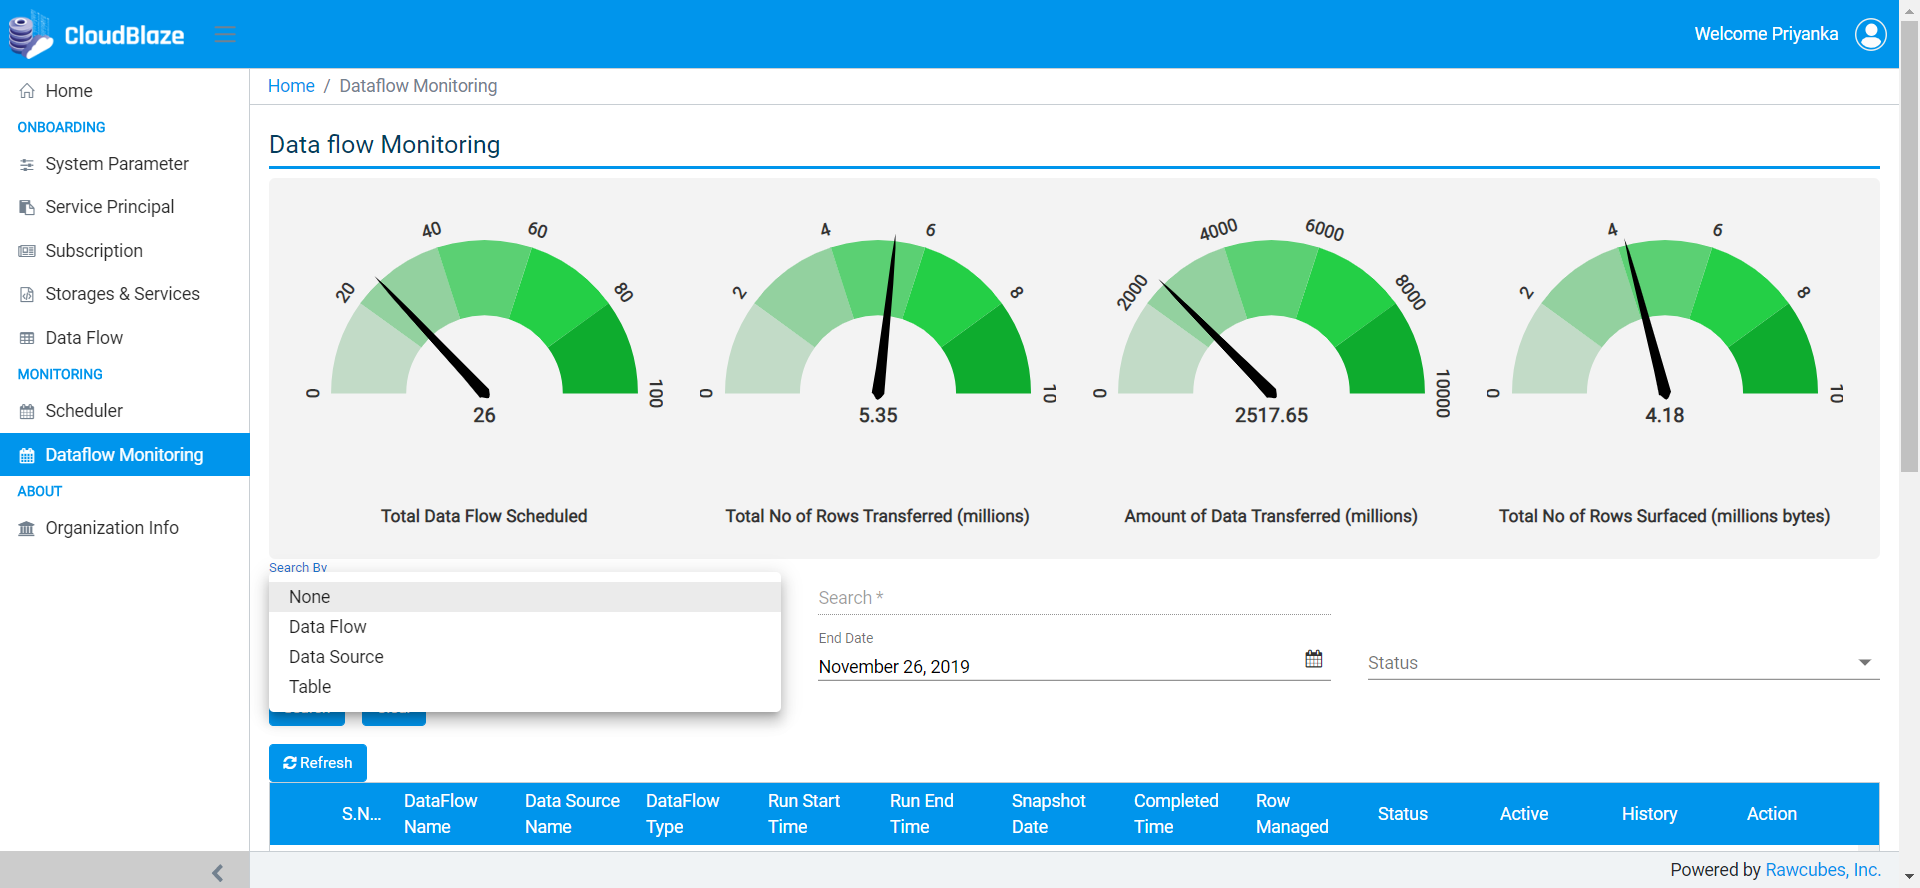 CloudBlaze
Welcome Priyanka
Home
ONBOARDING
System Parameter
Service Principal
Subscription
Storages & Services
Data Flow
MONITORING
Scheduler
Dataflow Monitoring
ABOUT
Organization Info
Home / Dataflow Monitoring
Data flow Monitoring
0 20 40 60 80 100
26
Total Data Flow Scheduled
0 2 4 6 8 10
5.35
Total No of Rows Transferred (millions)
0 2000 4000 6000 8000 10000
2517.65
Amount of Data Transferred (millions)
0 2 4 6 8 10
4.18
Total No of Rows Surfaced (millions bytes)
Search By
None
Data Flow
Data Source
Table
Search *
End Date
November 26, 2019
Status
Refresh
S.N...
DataFlow
Name
Data Source
Name
DataFlow
Type
Run Start
Time
Run End
Time
Snapshot
Date
Completed
Time
Row
Managed
Status
Active
History
Action
Powered by Rawcubes, Inc.